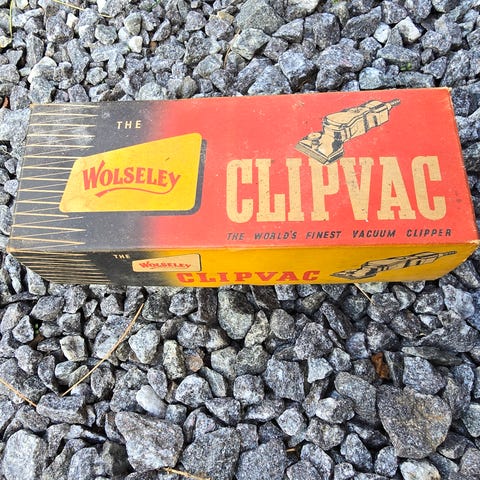 THE
WOLSELEY
CLIPVAC
THE WORLD'S FINEST VACUUM CLIPPER
THE
WOLSELEY
CLIPVAC